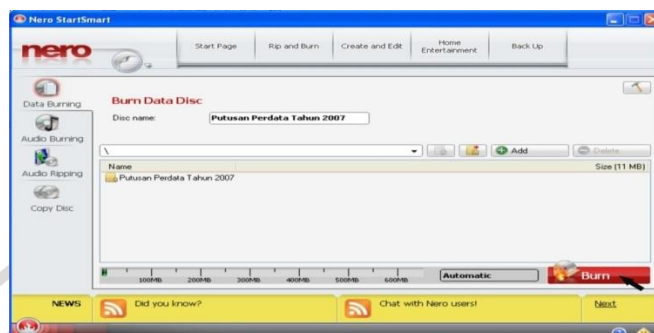 Nero StartSmart
nero
Start Page
Rip and Burn
Create and Edit
Home Entertainment
Back Up
Data Burning
Audio Burning
Audio Ripping
Copy Disc
Burn Data Disc
Disc name: Putusan Perdata Tahun 2007
\
Add
Delete
Name Size (11 MB)
Putusan Perdata Tahun 2007
100MB 200MB 300MB 400MB 500MB 600MB
Automatic
Burn
NEWS
Did you know?
Chat with Nero users!
Next